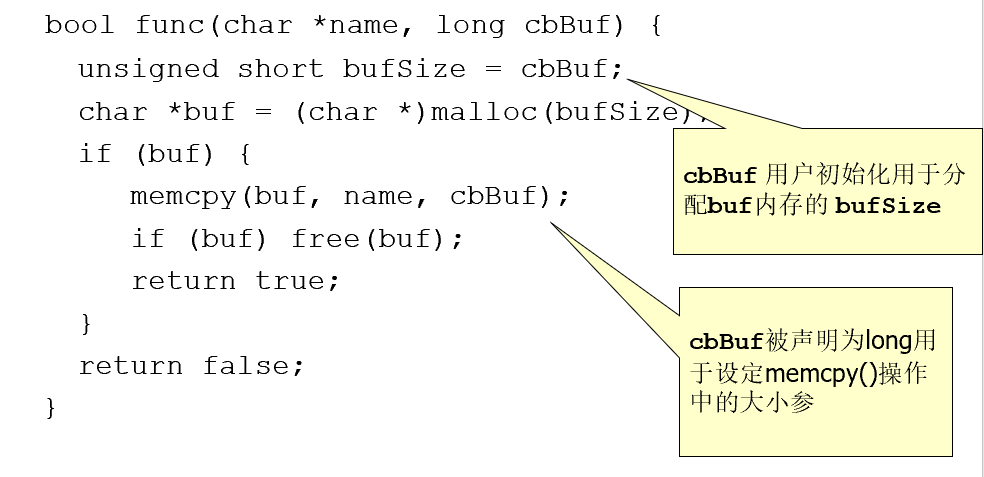 bool func(char *name, long cbBuf) {
unsigned short bufSize = cbBuf;
char *buf = (char *)malloc(bufSize);
if (buf) {
memcpy(buf, name, cbBuf);
if (buf) free(buf);
return true;
}
return false;
}
cbBuf 用户初始化用于分
配buf内存的 bufSize
cbBuf被声明为long用
于设定memcpy()操作
中的大小参